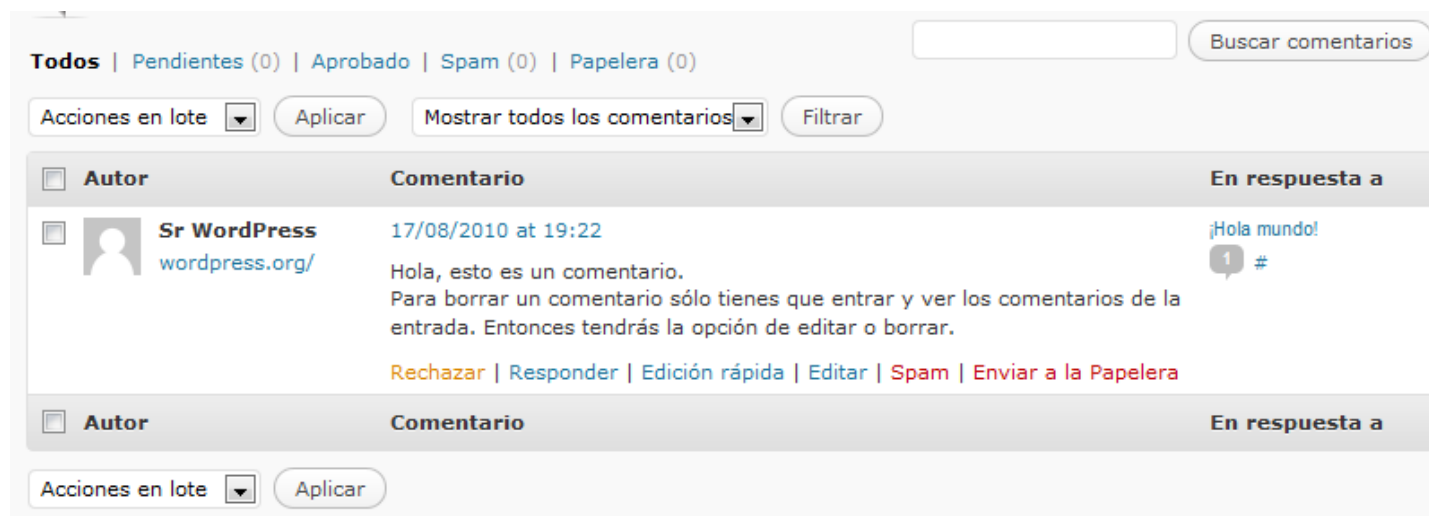 Buscar comentarios
Todos | Pendientes (0) | Aprobado | Spam (0) | Papelera (0)
Acciones en lote Aplicar Mostrar todos los comentarios Filtrar
Autor Comentario En respuesta a
Sr WordPress 17/08/2010 at 19:22 ¡Hola mundo!
wordpress.org/ 1 #
Hola, esto es un comentario.
Para borrar un comentario sólo tienes que entrar y ver los comentarios de la
entrada. Entonces tendrás la opción de editar o borrar.
Rechazar | Responder | Edición rápida | Editar | Spam | Enviar a la Papelera
Autor Comentario En respuesta a
Acciones en lote Aplicar